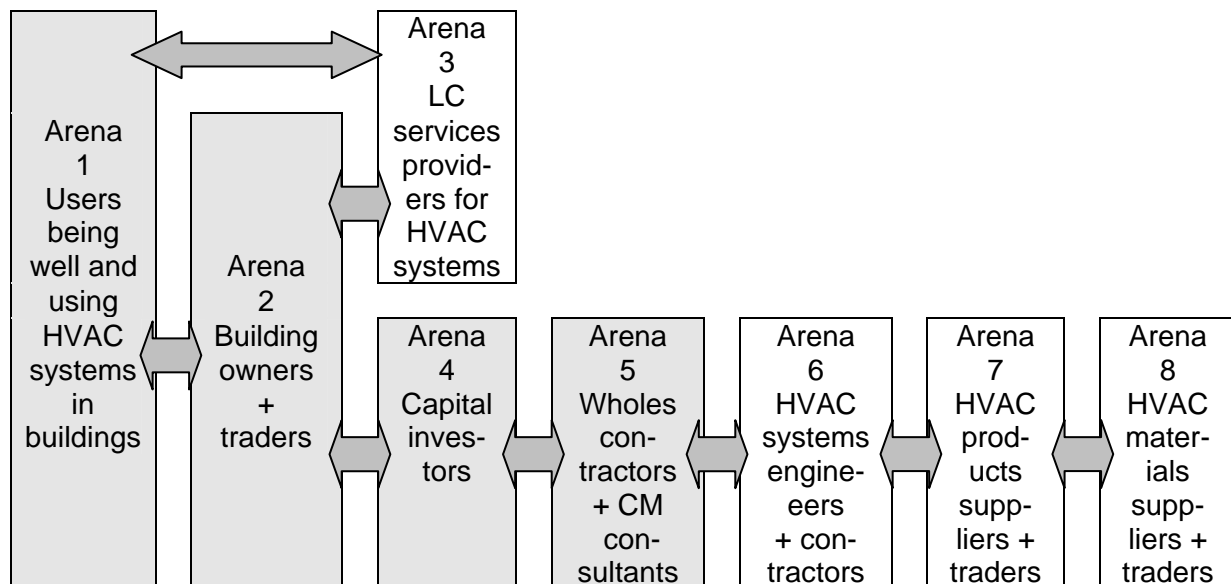 Arena
1
Users
being
well and
using
HVAC
systems
in
buildings
Arena
2
Building
owners
+
traders
Arena
3
LC
services
provid-
ers for
HVAC
systems
Arena
4
Capital
inves-
tors
Arena
5
Wholes
con-
tractors
+ CM
con-
sultants
Arena
6
HVAC
systems
engine-
eers
+ con-
tractors
Arena
7
HVAC
prod-
ucts
supp-
liers +
traders
Arena
8
HVAC
mater-
ials
supp-
liers +
traders